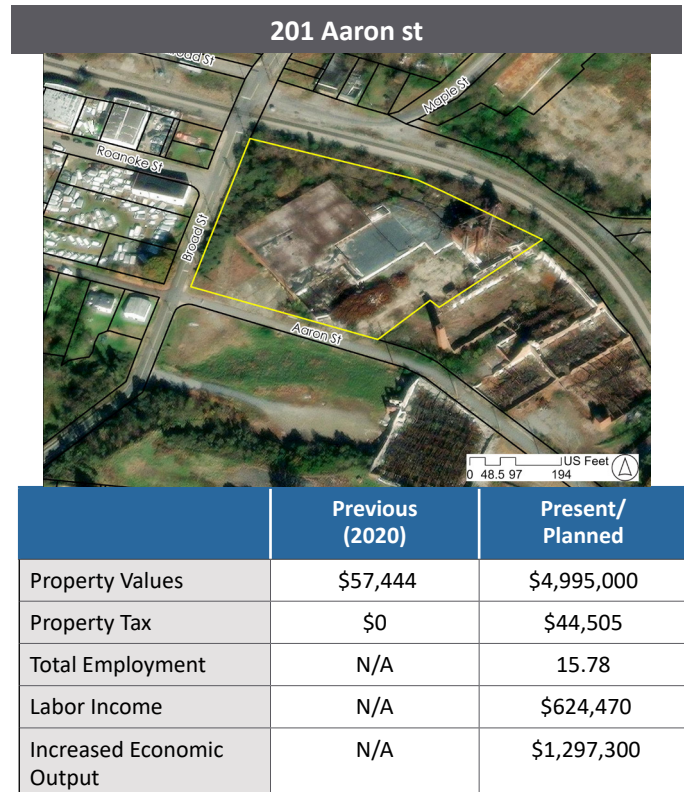 201 Aaron st
Maple St
Roanoke St
Broad St
Aaron St
US Feet
0 48.5 97 194
Previous
(2020)
Present/
Planned
Property Values $57,444 $4,995,000
Property Tax $0 $44,505
Total Employment N/A 15.78
Labor Income N/A $624,470
Increased Economic
Output N/A $1,297,300